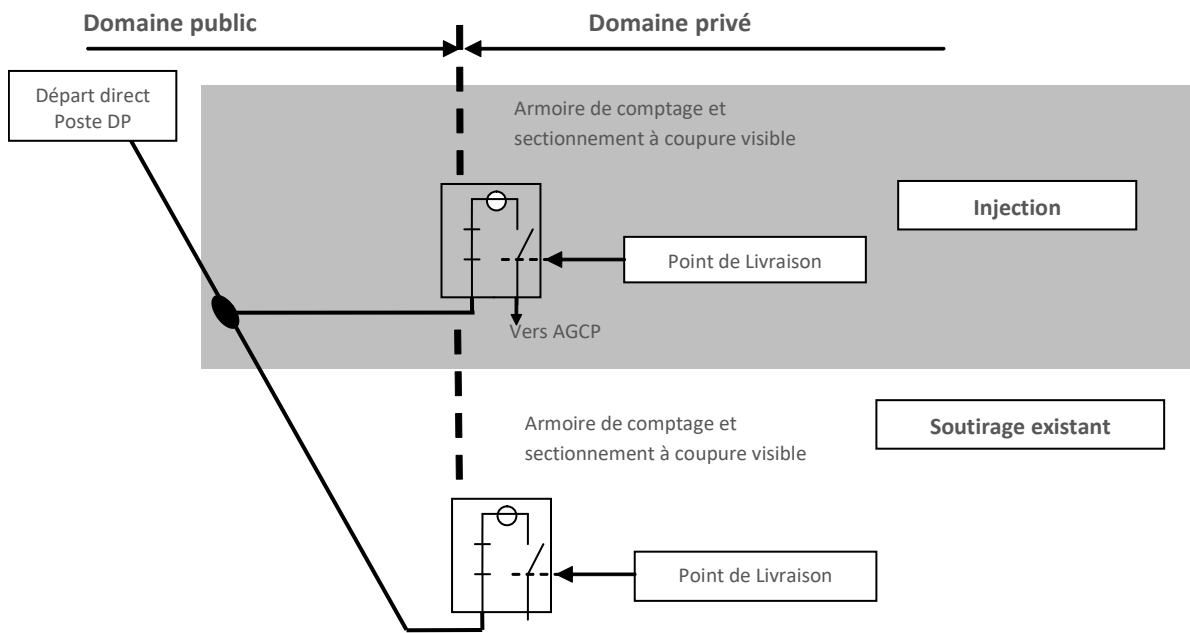 Domaine public
Domaine privé
Départ direct
Poste DP
Armoire de comptage et
sectionnement à coupure visible
Injection
Point de Livraison
Vers AGCP
Armoire de comptage et
sectionnement à coupure visible
Soutirage existant
Point de Livraison